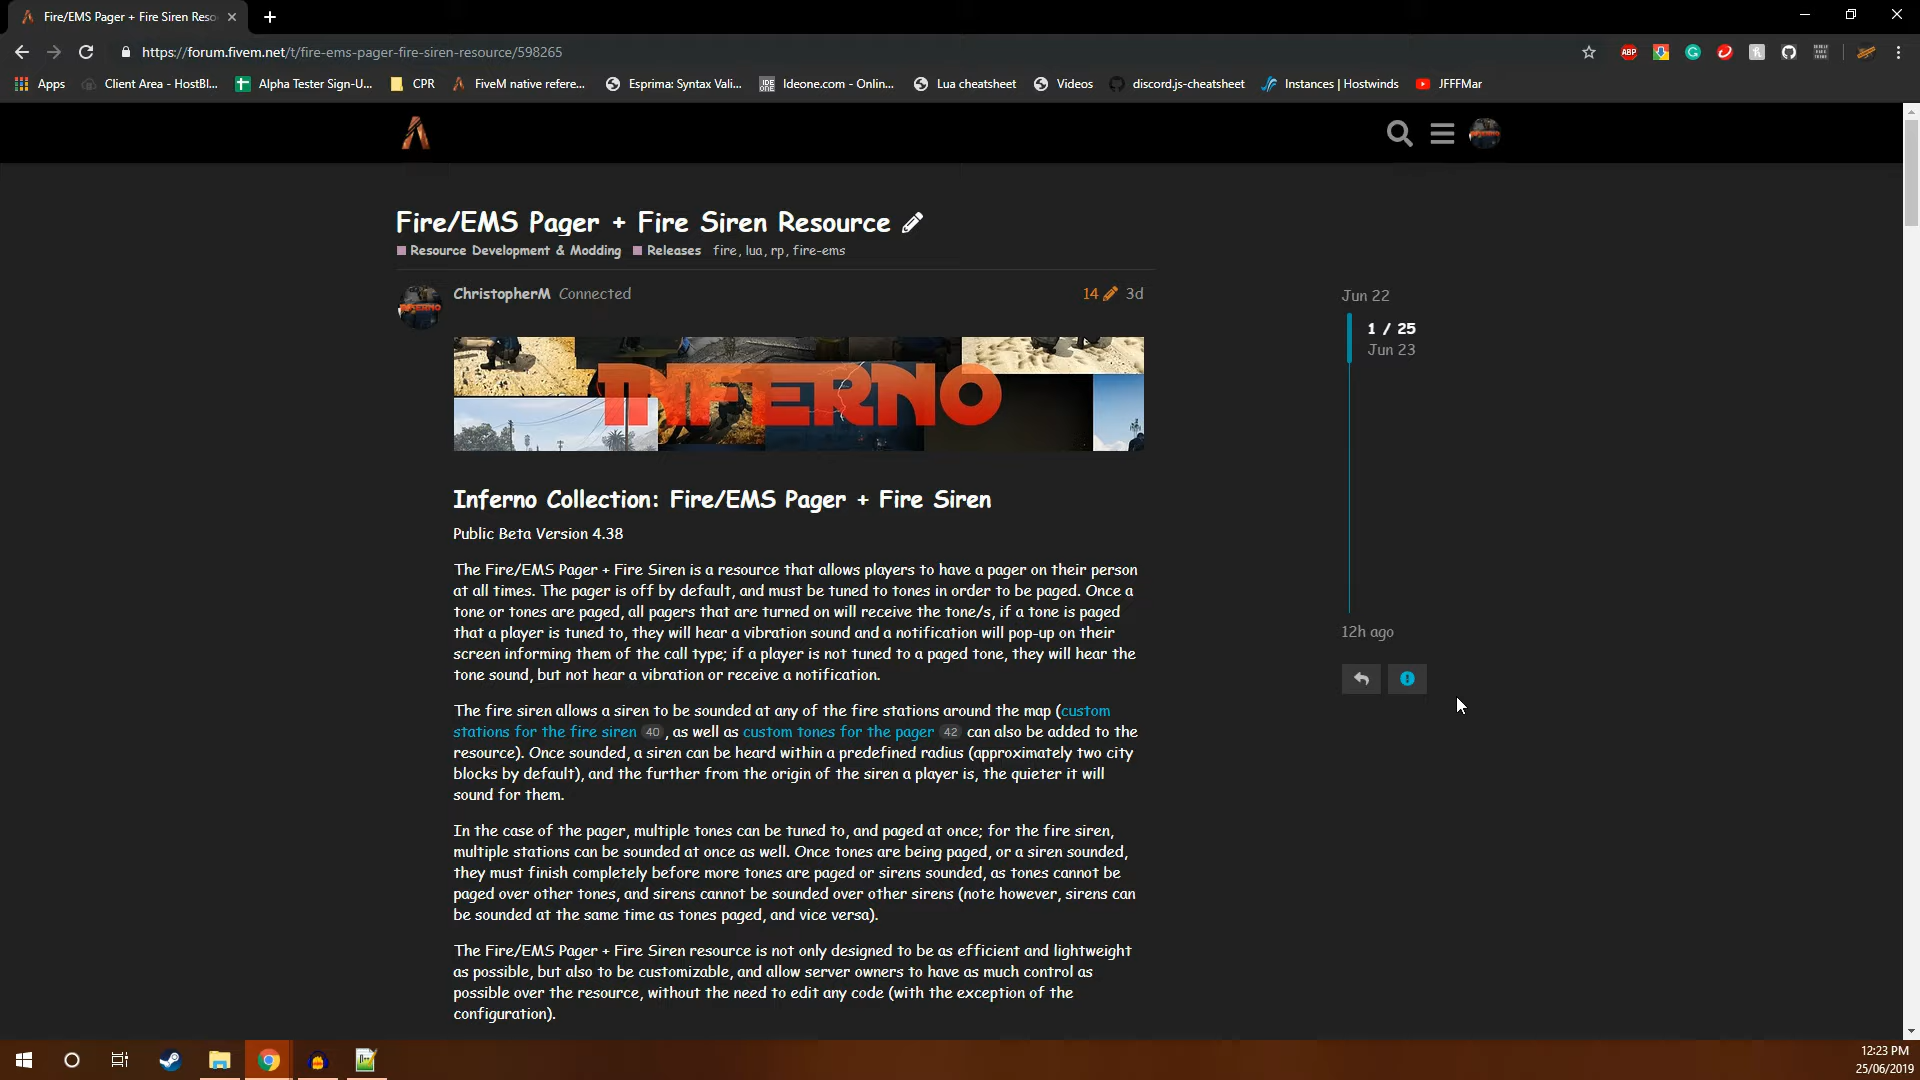 Fire/EMS Pager + Fire Siren Reso
https://forum.fivem.net/t/fire-ems-pager-fire-siren-resource/598265
ABP
Apps
Client Area - HostBl...
Alpha Tester Sign-U...
CPR
FiveM native refere...
Esprima: Syntax Vali...
Ideone.com - Onlin...
Lua cheatsheet
Videos
discord.js-cheatsheet
Instances | Hostwinds
JFFFMar
Fire/EMS Pager + Fire Siren Resource
Resource Development & Modding Releases fire, lua, rp, fire-ems
ChristopherM Connected 14 3d
INFERNO
Inferno Collection: Fire/EMS Pager + Fire Siren
Public Beta Version 4.38
The Fire/EMS Pager + Fire Siren is a resource that allows players to have a pager on their person
at all times. The pager is off by default, and must be tuned to tones in order to be paged. Once a
tone or tones are paged, all pagers that are turned on will receive the tone/s, if a tone is paged
that a player is tuned to, they will hear a vibration sound and a notification will pop-up on their
screen informing them of the call type; if a player is not tuned to a paged tone, they will hear the
tone sound, but not hear a vibration or receive a notification.
The fire siren allows a siren to be sounded at any of the fire stations around the map (custom
stations for the fire siren 40 , as well as custom tones for the pager 42 can also be added to the
resource). Once sounded, a siren can be heard within a predefined radius (approximately two city
blocks by default), and the further from the origin of the siren a player is, the quieter it will
sound for them.
In the case of the pager, multiple tones can be tuned to, and paged at once; for the fire siren,
multiple stations can be sounded at once as well. Once tones are being paged, or a siren sounded,
they must finish completely before more tones are paged or sirens sounded, as tones cannot be
paged over other tones, and sirens cannot be sounded over other sirens (note however, sirens can
be sounded at the same time as tones paged, and vice versa).
The Fire/EMS Pager + Fire Siren resource is not only designed to be as efficient and lightweight
as possible, but also to be customizable, and allow server owners to have as much control as
possible over the resource, without the need to edit any code (with the exception of the
configuration).
Jun 22
1 / 25
Jun 23
12h ago
12:23 PM
25/06/2019